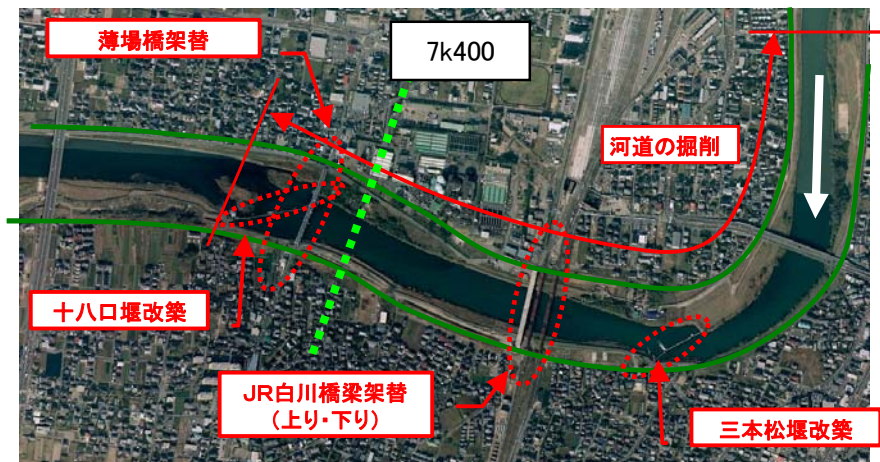 薄場橋架替
7k400
河道の掘削
十八口堰改築
JR白川橋梁架替
(上り・下り)
三本松堰改築